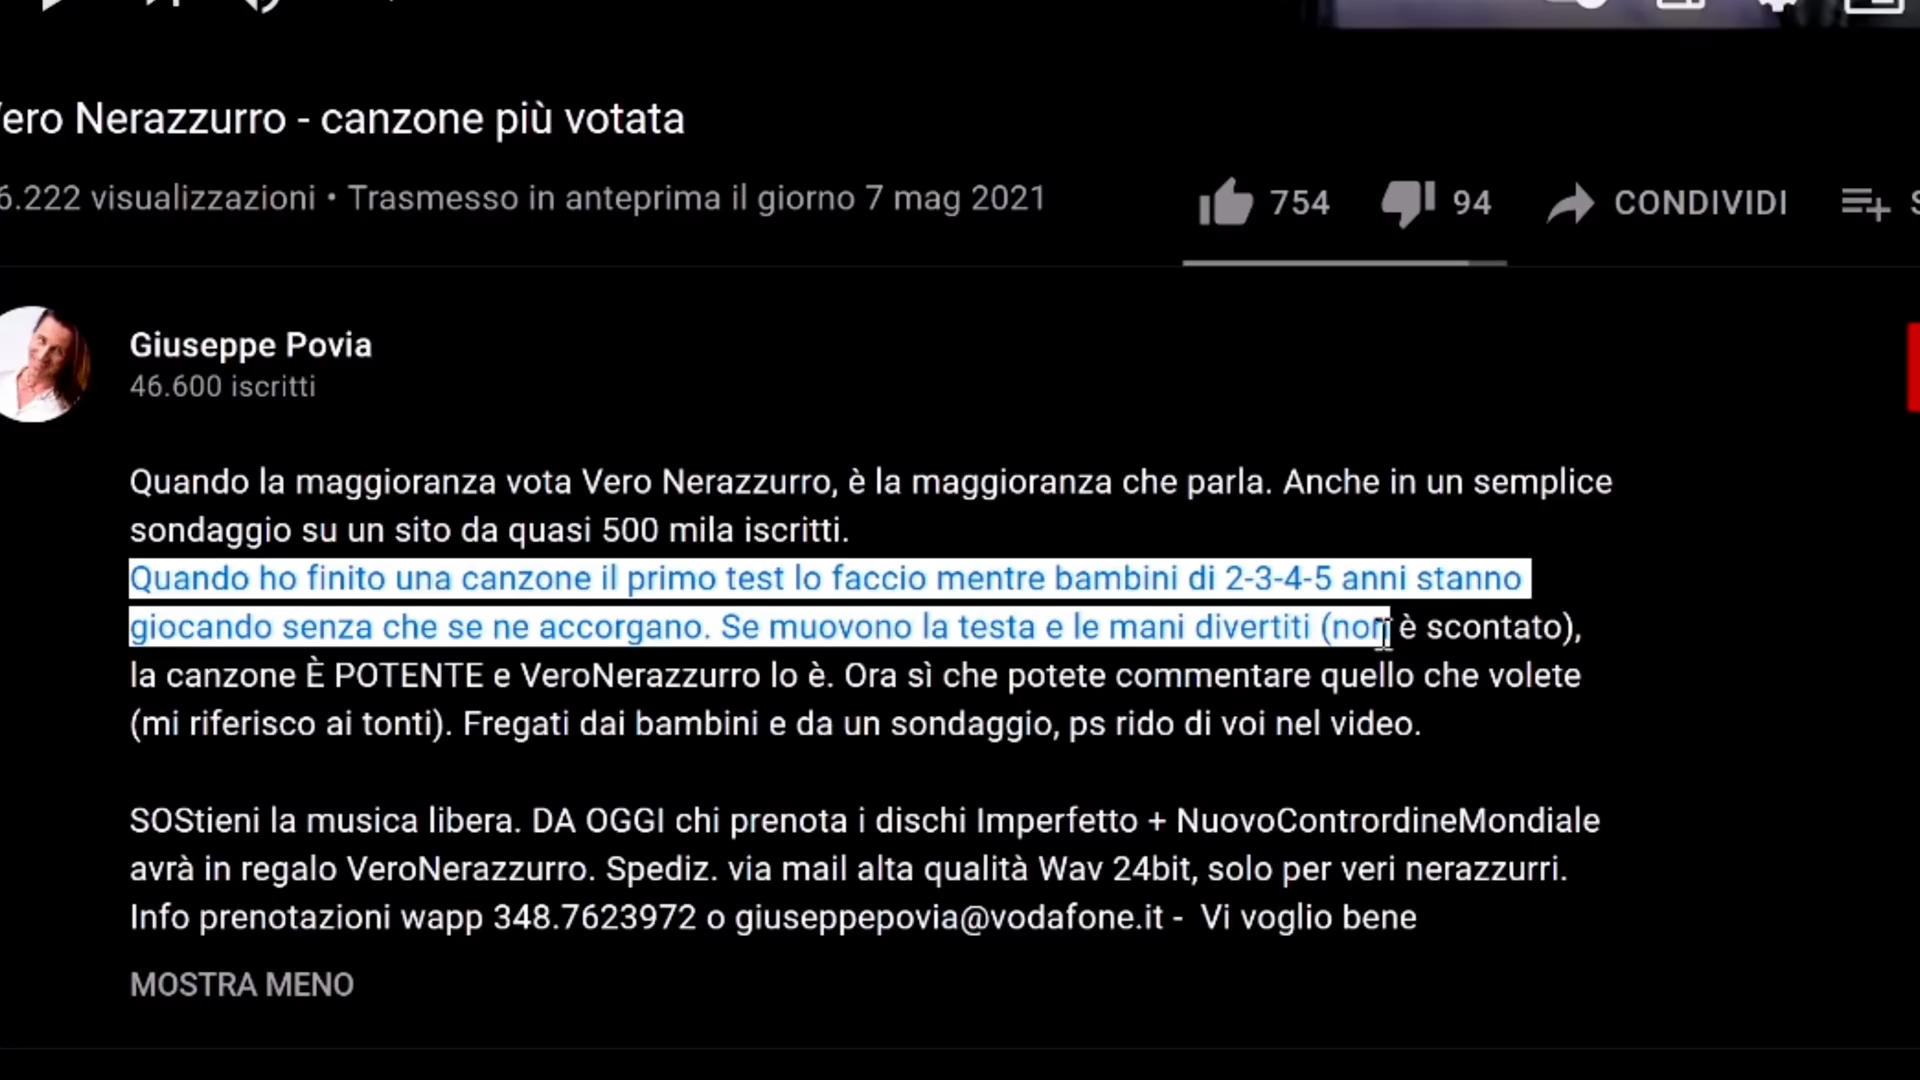 ero Nerazzurro - canzone più votata
6.222 visualizzazioni • Trasmesso in anteprima il giorno 7 mag 2021
754
94
CONDIVIDI
Giuseppe Povia
46.600 iscritti
Quando la maggioranza vota Vero Nerazzurro, è la maggioranza che parla. Anche in un semplice
sondaggio su un sito da quasi 500 mila iscritti.
Quando ho finito una canzone il primo test lo faccio mentre bambini di 2-3-4-5 anni stanno
giocando senza che se ne accorgano. Se muovono la testa e le mani divertiti (non è scontato),
la canzone È POTENTE e VeroNerazzurro lo è. Ora sì che potete commentare quello che volete
(mi riferisco ai tonti). Fregati dai bambini e da un sondaggio, ps rido di voi nel video.
SOStieni la musica libera. DA OGGI chi prenota i dischi Imperfetto + NuovoContrordineMondiale
avrà in regalo VeroNerazzurro. Spediz. via mail alta qualità Wav 24bit, solo per veri nerazzurri.
Info prenotazioni wapp 348.7623972 o giuseppepovia@vodafone.it - Vi voglio bene
MOSTRA MENO